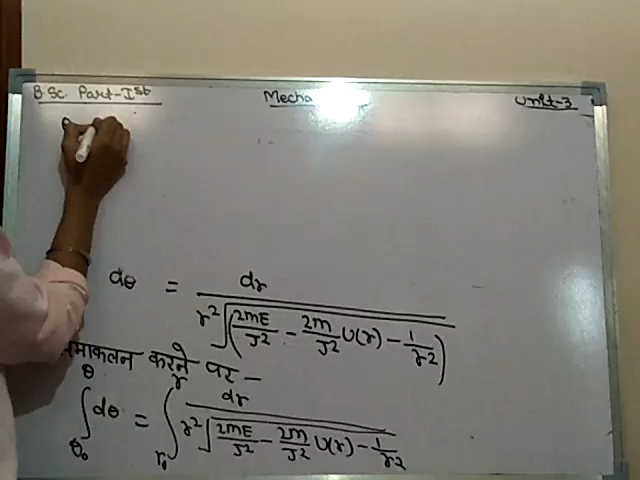 B.Sc. Part-Ist Mecha Unit-3
dθ = dr / r² √(2mE/J² - 2m/J² U(r) - 1/r²)
समाकलन करने पर -
∫θ₀^θ dθ = ∫r₀^r dr / r² √(2mE/J² - 2m/J² U(r) - 1/r²)